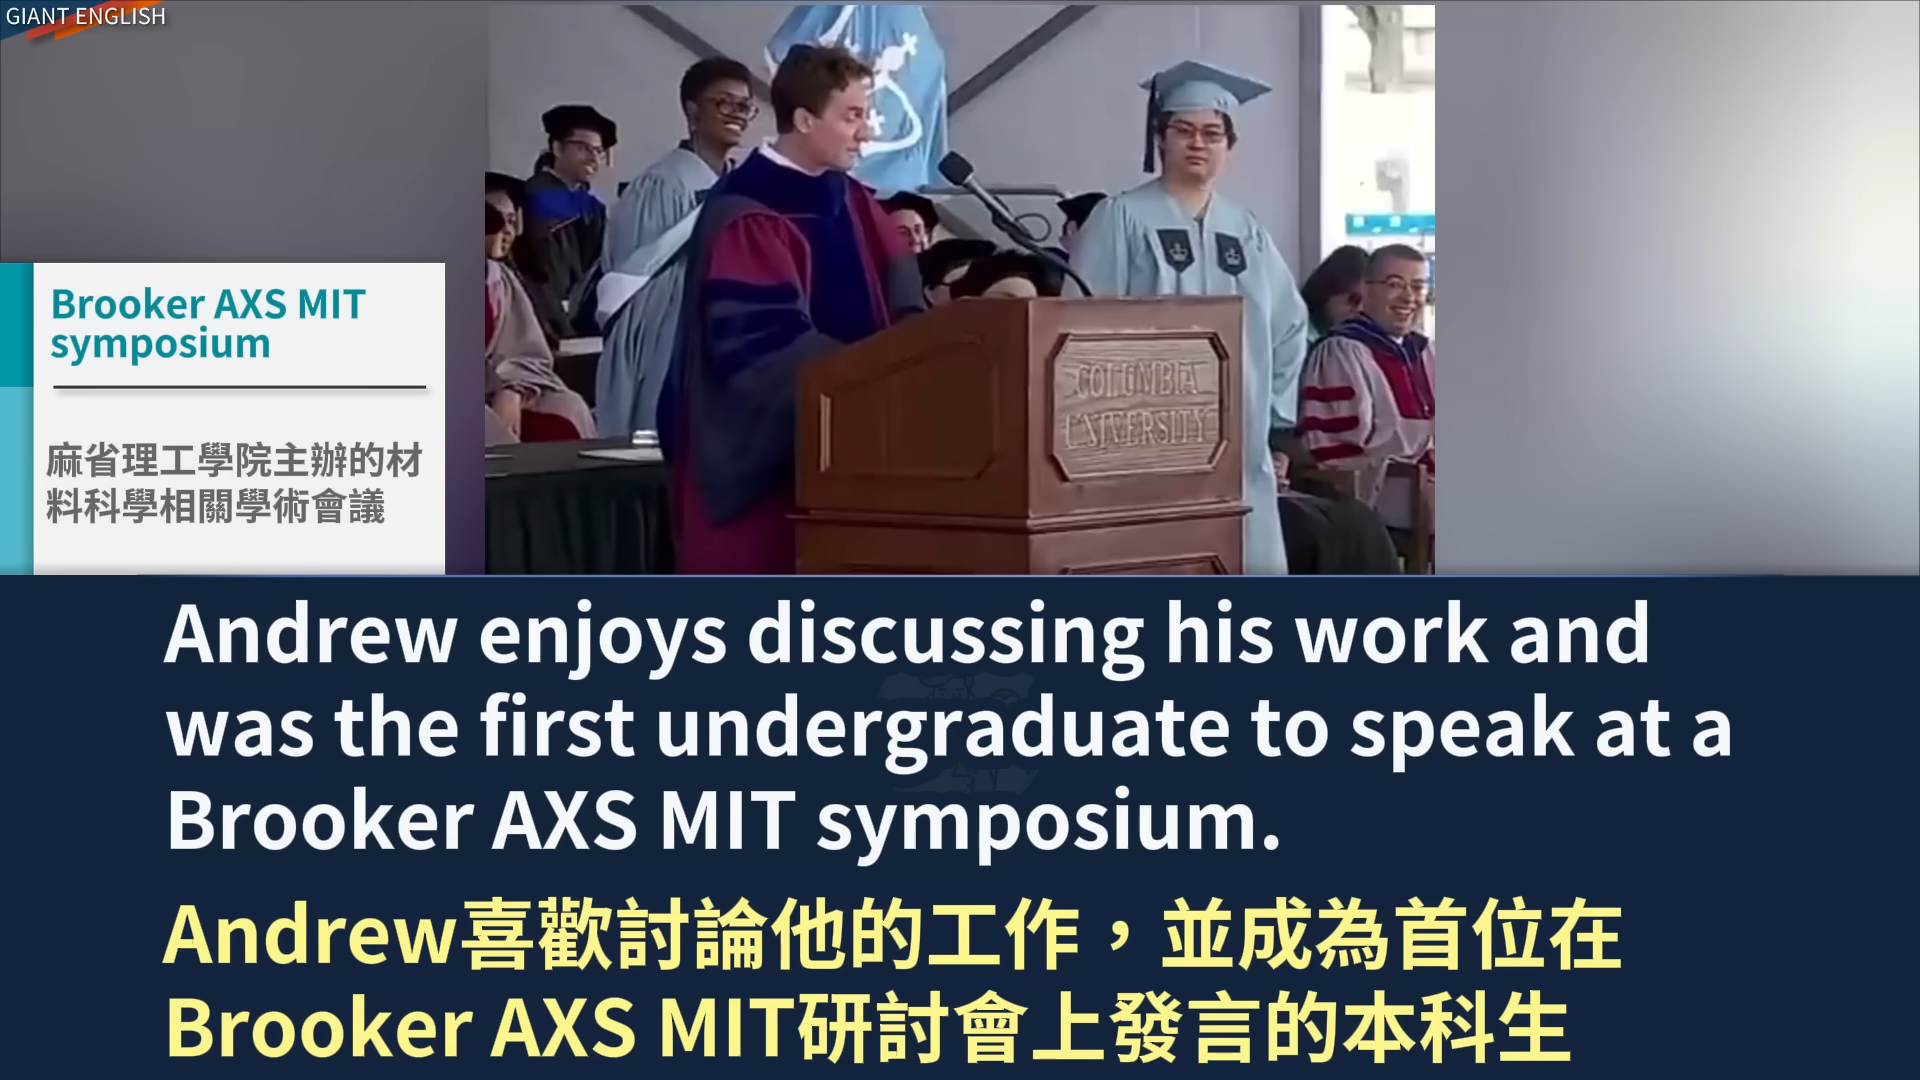 GIANT ENGLISH
Brooker AXS MIT
symposium
麻省理工學院主辦的材
料科學相關學術會議
COLUMBIA
UNIVERSITY
Andrew enjoys discussing his work and
was the first undergraduate to speak at a
Brooker AXS MIT symposium.
Andrew喜歡討論他的工作，並成為首位在
Brooker AXS MIT研討會上發言的本科生